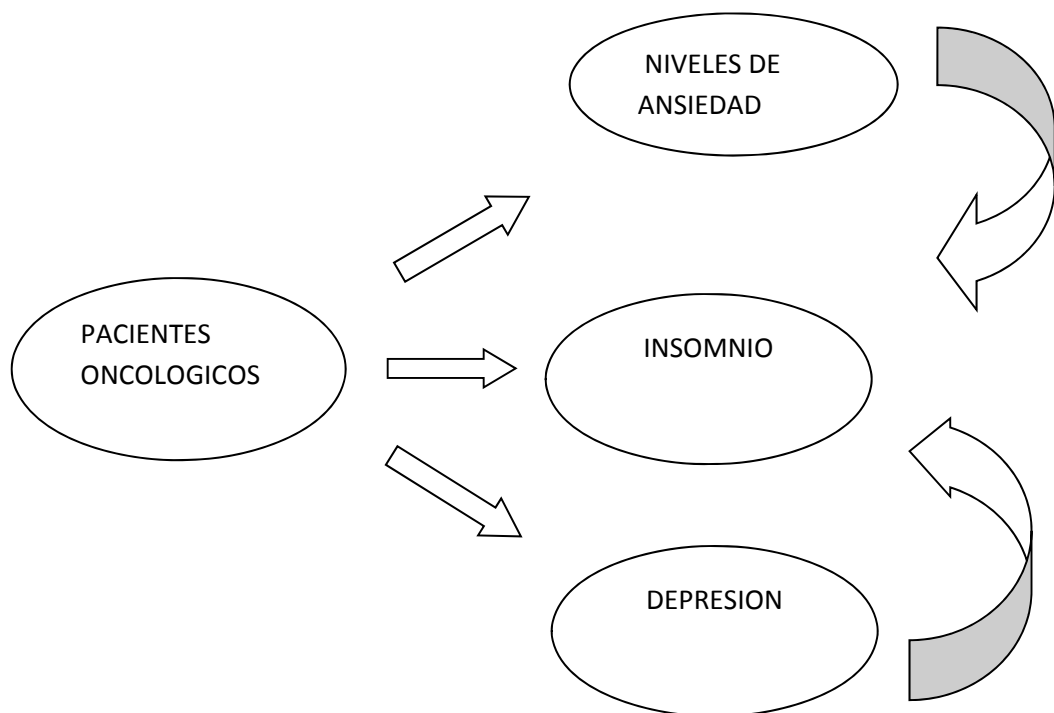 NIVELES DE
ANSIEDAD
PACIENTES
ONCOLOGICOS
INSOMNIO
DEPRESION